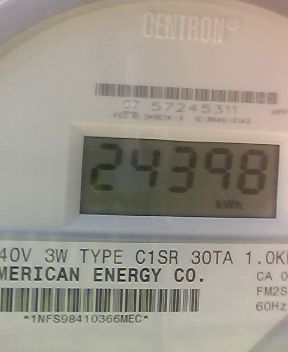 CENTRON®
07 57245311
24398
kWh
40V 3W TYPE C1SR 30TA 1.0K
MERICAN ENERGY CO.
CA 0
FM2S
60Hz
*1NFS98410366MEC*